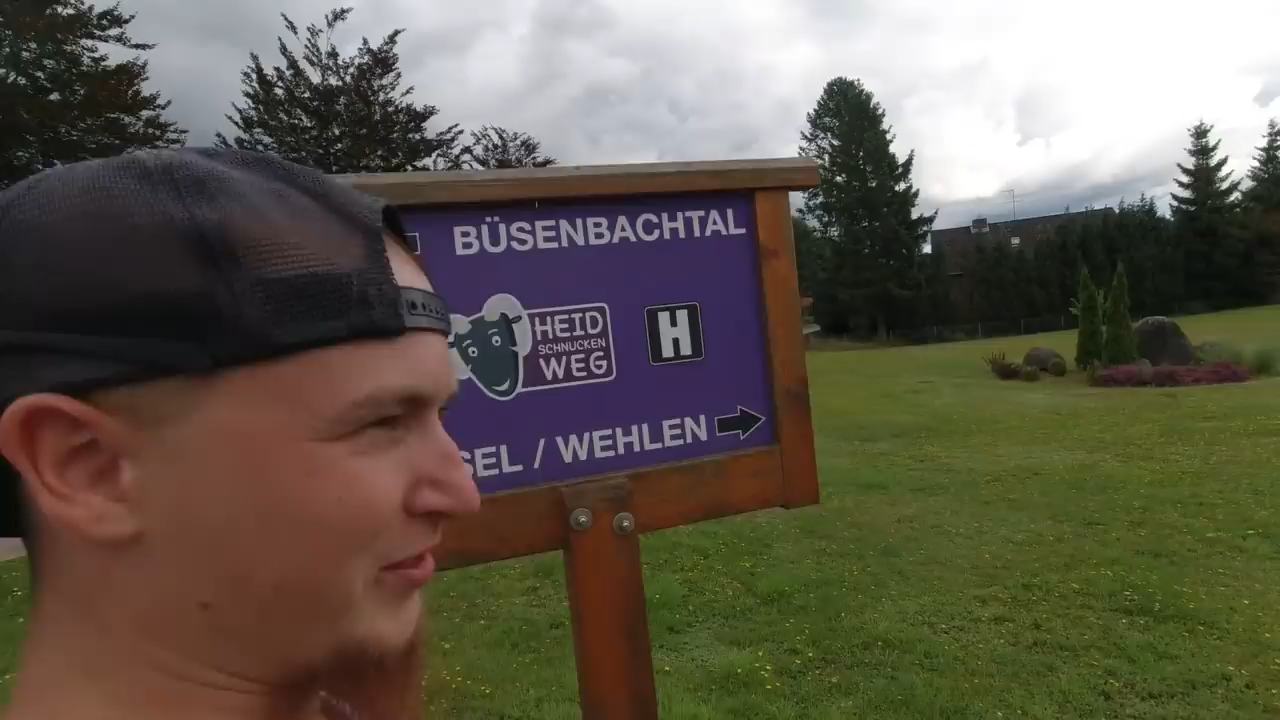 BÜSENBACHTAL
HEID
SCHNUCKEN
WEG
H
SEL / WEHLEN